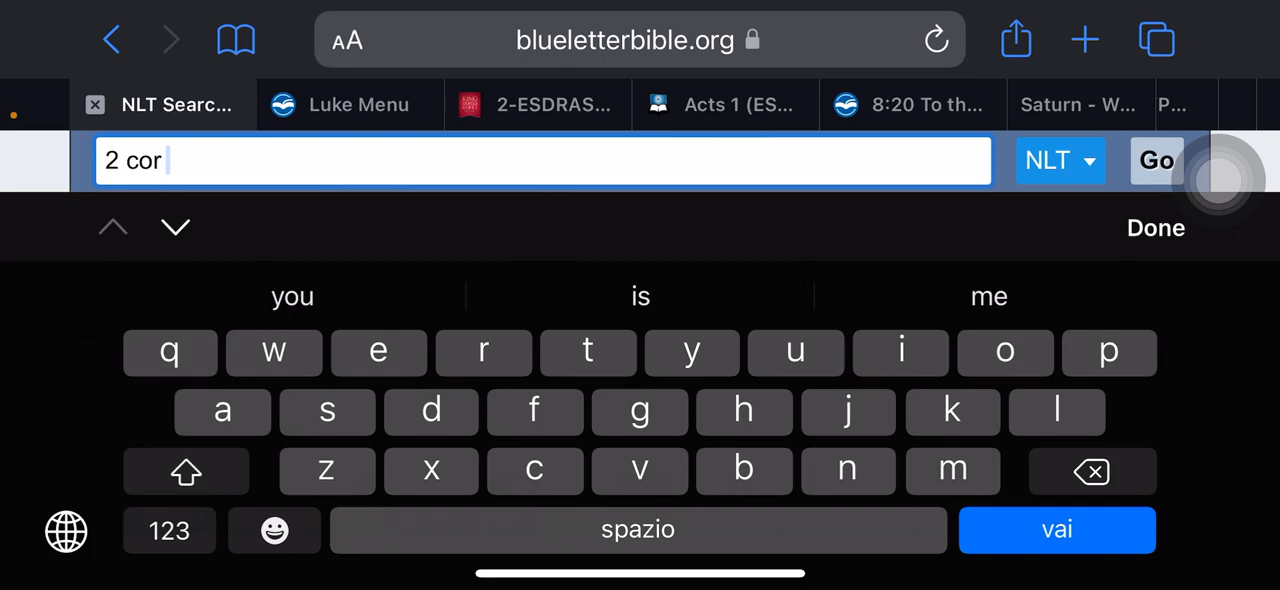 AA blueletterbible.org
NLT Searc... Luke Menu 2-ESDRAS... Acts 1 (ES... 8:20 To th... Saturn - W... P...
2 cor NLT Go
Done
you is me
q w e r t y u i o p
a s d f g h j k l
z x c v b n m
123 spazio vai